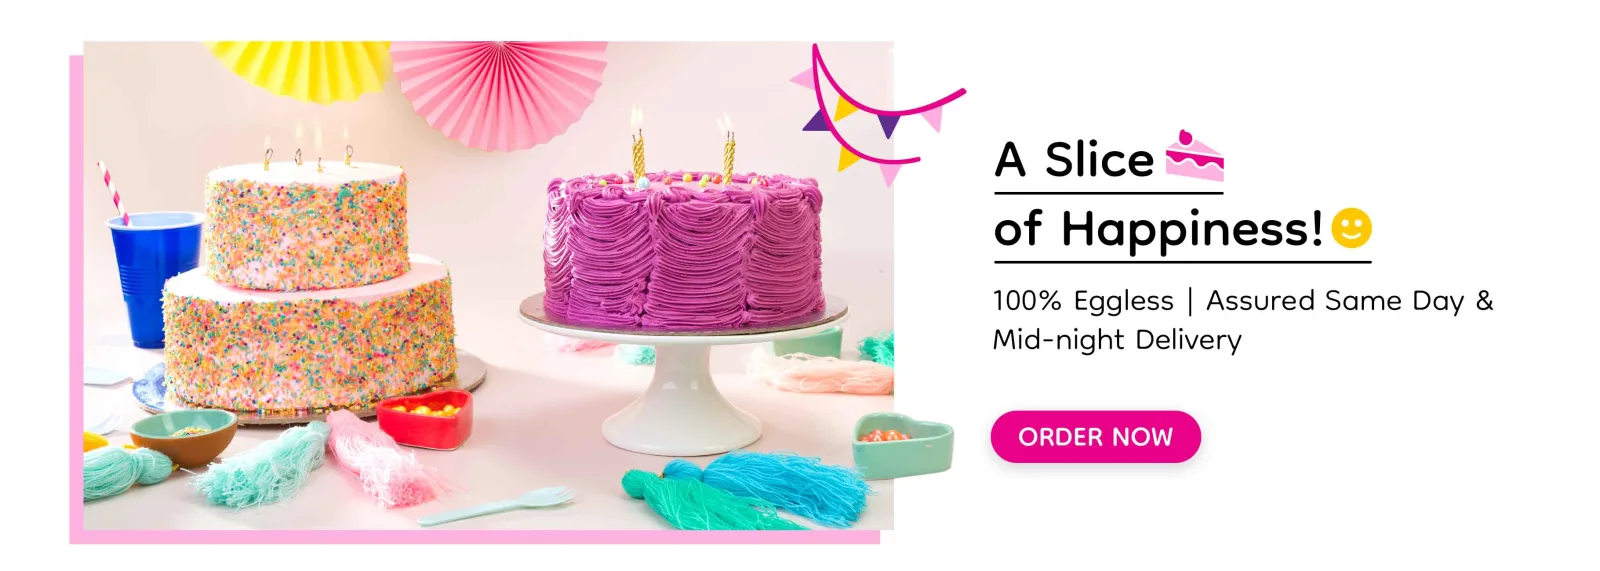 A Slice
of Happiness!
100% Eggless | Assured Same Day &
Mid-night Delivery
ORDER NOW